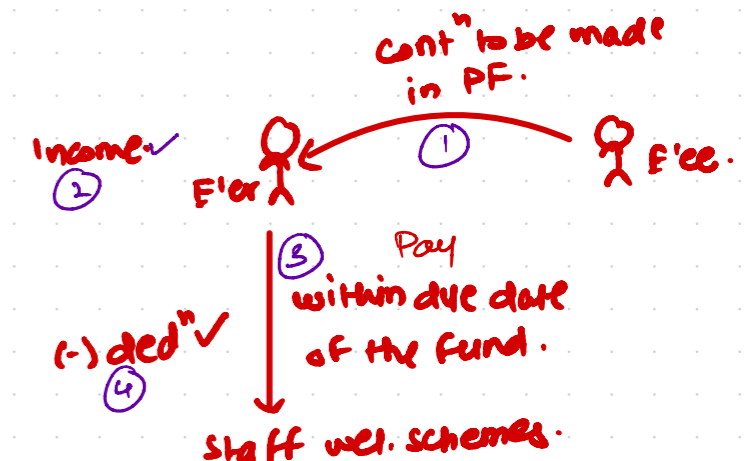 contⁿ to be made
in PF.
①
Income. ✓
②
E'er
E'ee.
③
Pay
within due date
of the fund.
(-) dedⁿ ✓
④
Staff wel. schemes.